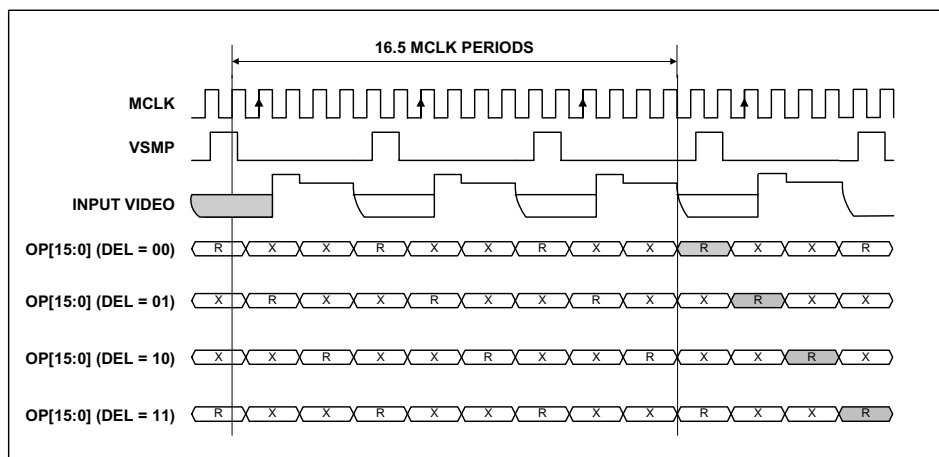 16.5 MCLK PERIODS
MCLK
VSMP
INPUT VIDEO
OP[15:0] (DEL = 00) R X X R X X R X X R X X R
OP[15:0] (DEL = 01) X R X X R X X R X X R X X
OP[15:0] (DEL = 10) X X R X X R X X R X X R X
OP[15:0] (DEL = 11) R X X R X X R X X R X X R